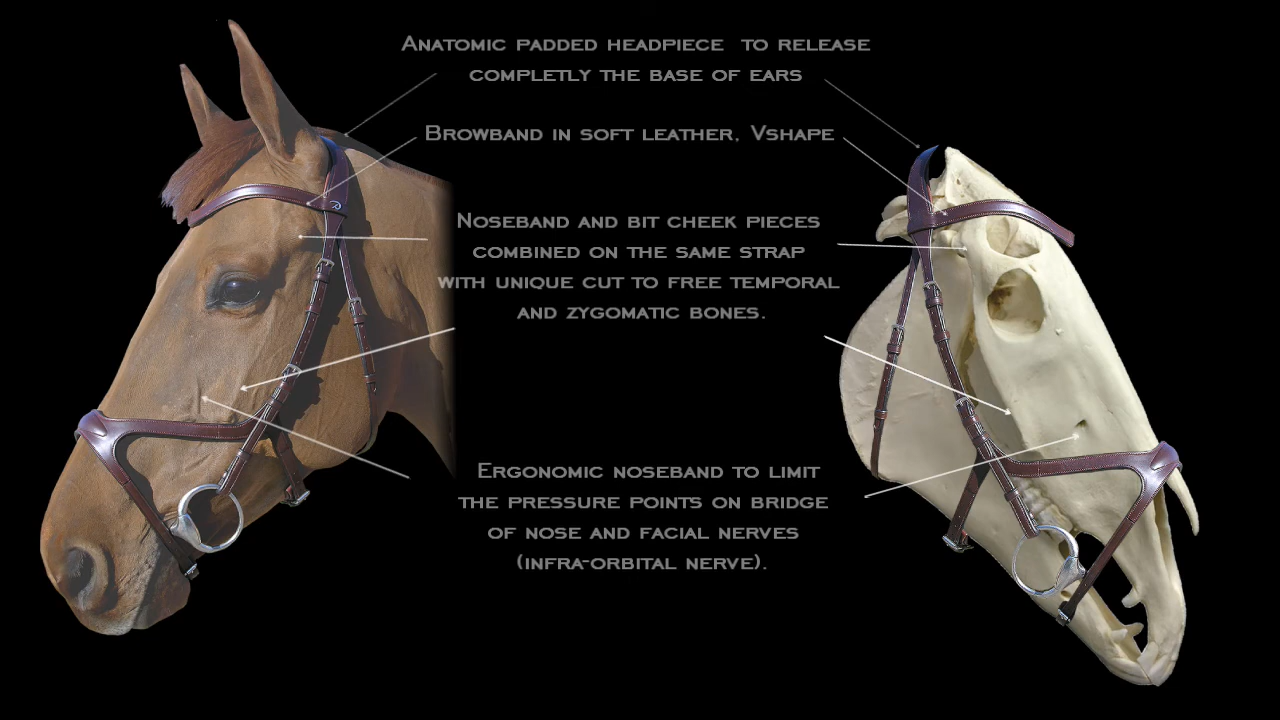 Anatomic padded headpiece to release
completly the base of ears
Browband in soft leather, Vshape
Noseband and bit cheek pieces
combined on the same strap
with unique cut to free temporal
and zygomatic bones.
Ergonomic noseband to limit
the pressure points on bridge
of nose and facial nerves
(infra-orbital nerve).